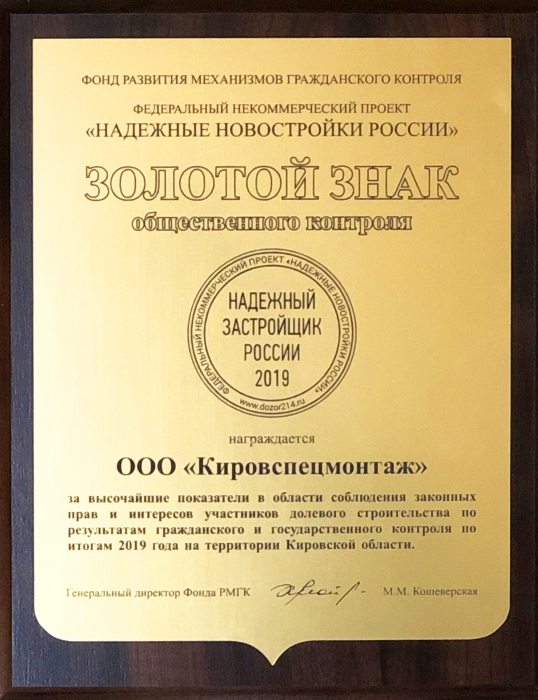 ФОНД РАЗВИТИЯ МЕХАНИЗМОВ ГРАЖДАНСКОГО КОНТРОЛЯ
ФЕДЕРАЛЬНЫЙ НЕКОММЕРЧЕСКИЙ ПРОЕКТ
«НАДЕЖНЫЕ НОВОСТРОЙКИ РОССИИ»
ЗОЛОТОЙ ЗНАК
общественного контроля
ФЕДЕРАЛЬНЫЙ НЕКОММЕРЧЕСКИЙ ПРОЕКТ «НАДЕЖНЫЕ НОВОСТРОЙКИ РОССИИ»
НАДЕЖНЫЙ
ЗАСТРОЙЩИК
РОССИИ
2019
www.dozor214.ru
награждается
ООО «Кировспецмонтаж»
за высочайшие показатели в области соблюдения законных
прав и интересов участников долевого строительства по
результатам гражданского и государственного контроля по
итогам 2019 года на территории Кировской области.
Генеральный директор Фонда РМГК М.М. Кошеверская